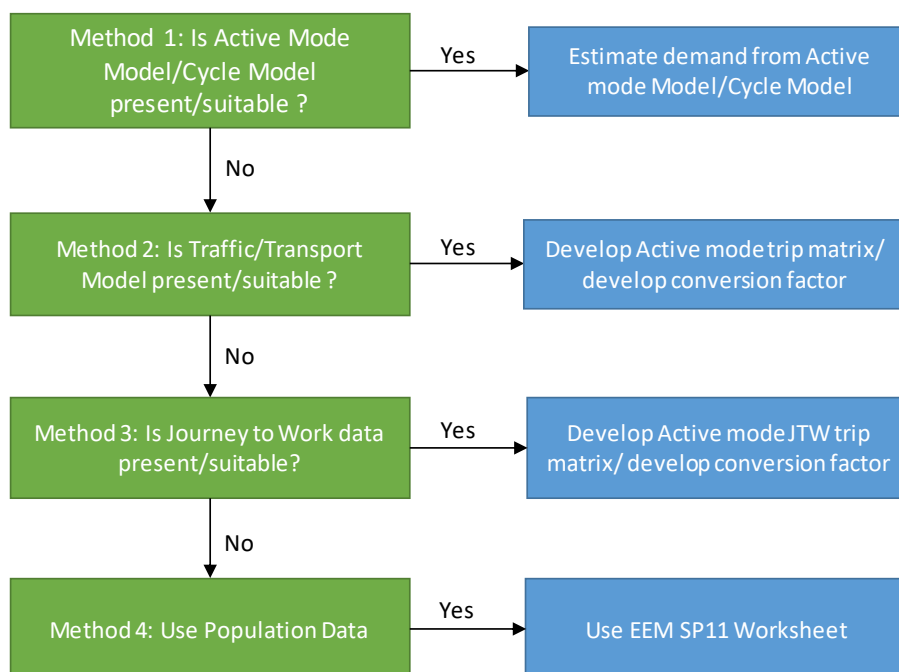 Method 1: Is Active Mode
Model/Cycle Model
present/suitable ?
Yes
Estimate demand from Active
mode Model/Cycle Model
No
Method 2: Is Traffic/Transport
Model present/suitable ?
Yes
Develop Active mode trip matrix/
develop conversion factor
No
Method 3: Is Journey to Work data
present/suitable?
Yes
Develop Active mode JTW trip
matrix/ develop conversion factor
No
Method 4: Use Population Data
Yes
Use EEM SP11 Worksheet